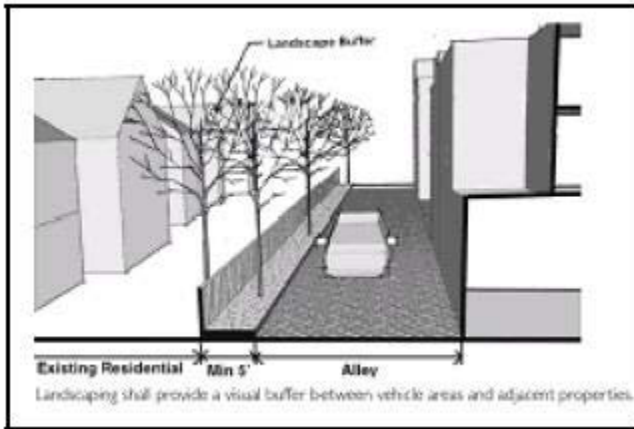 Landscape Buffer
Existing Residential Min 5' Alley
Landscaping shall provide a visual buffer between vehicle areas and adjacent properties.